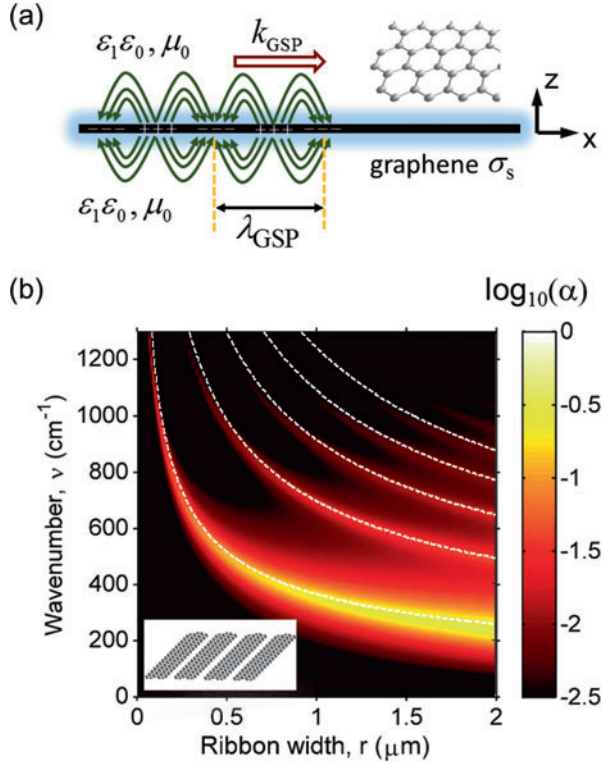 (a)
ε₁ε₀, μ₀
k_GSP
z
x
graphene σₛ
ε₁ε₀, μ₀
λ_GSP
(b)
log₁₀(α)
Wavenumber, ν (cm⁻¹)
1200
1000
800
600
400
200
0
0
0.5
1
1.5
2
Ribbon width, r (μm)
0
-0.5
-1
-1.5
-2
-2.5